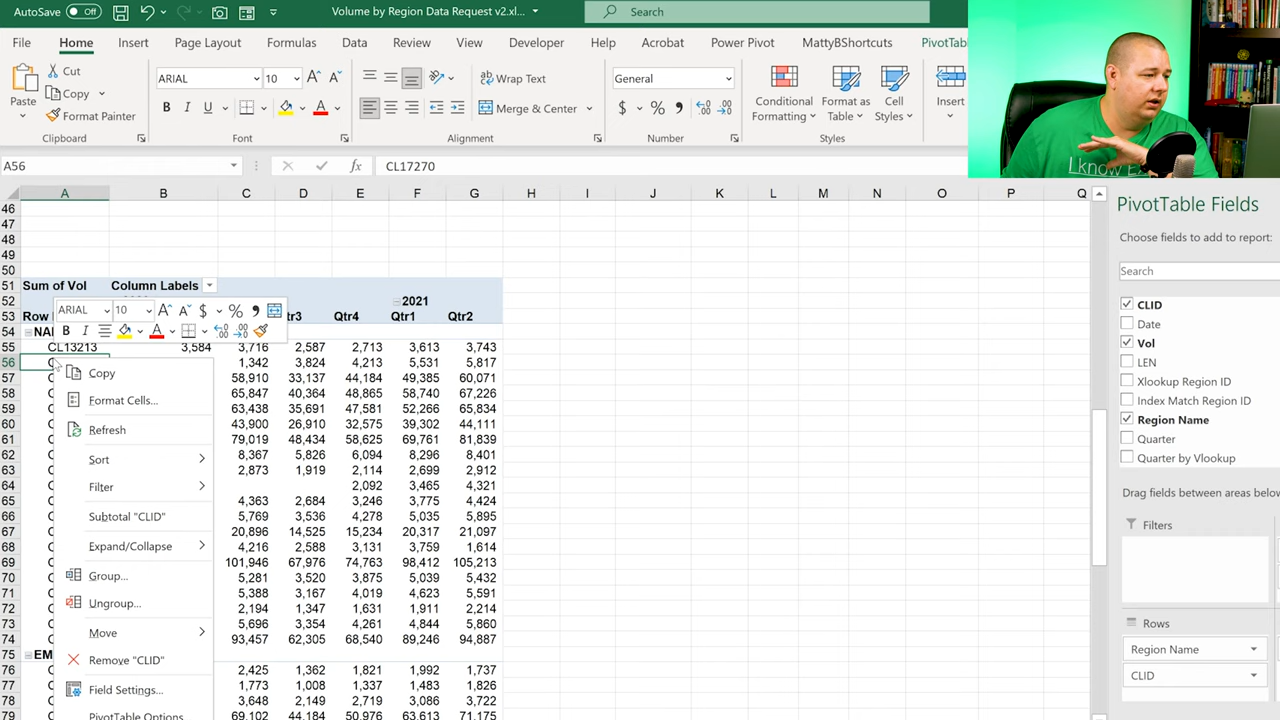 AutoSave Off Volume by Region Data Request v2.xl... Search
File Home Insert Draw Page Layout Formulas Data Review View Developer Help Acrobat Power Pivot MattyBShortcuts PivotTab
Cut
Copy
Format Painter
Paste
ARIAL 10
B I U
Wrap Text
Merge & Center
General
$ % 9
Conditional Formatting
Format as Table
Cell Styles
Insert
Clipboard Font Alignment Number Styles
I know Ex
A56 fx CL17270
A B C D E F G H I J K L M N O P Q
46
47
48
49
50
51 Sum of Vol Column Labels
52 2021
53 Row tr3 Qtr4 Qtr1 Qtr2
54 NA
55 CL13213 3,584 3,716 2,587 2,713 3,613 3,743
56 1,342 3,824 4,213 5,531 5,817
57 58,910 33,137 44,184 49,385 60,071
58 65,847 40,364 48,865 58,740 67,226
59 63,438 35,691 47,581 52,266 65,834
60 43,900 26,910 32,575 39,302 44,111
61 79,019 48,434 58,625 69,761 81,839
62 8,367 5,826 6,094 8,296 8,401
63 2,873 1,919 2,114 2,699 2,912
64 2,092 3,465 4,321
65 4,363 2,684 3,246 3,775 4,424
66 5,769 3,536 4,278 5,035 5,895
67 20,896 14,525 15,234 20,317 21,097
68 4,216 2,588 3,131 3,759 1,614
69 101,946 67,976 74,763 98,412 105,213
70 5,281 3,520 3,875 5,039 5,432
71 5,388 3,167 4,019 4,623 5,591
72 2,194 1,347 1,631 1,911 2,214
73 5,696 3,354 4,261 4,844 5,860
74 93,457 62,305 68,540 89,246 94,887
75 EM
76 2,425 1,362 1,821 1,992 1,737
77 1,773 1,008 1,337 1,483 1,826
78 3,648 2,149 2,719 3,086 3,722
79 69,102 44,184 50,976 63,613 71,175
ARIAL 10 $ % 9
B I
Copy
Format Cells...
Refresh
Sort
Filter
Subtotal "CLID"
Expand/Collapse
Group...
Ungroup...
Move
Remove "CLID"
Field Settings...
PivotTable Options
PivotTable Fields
Choose fields to add to report:
Search
CLID
Date
Vol
LEN
Xlookup Region ID
Index Match Region ID
Region Name
Quarter
Quarter by Vlookup
Drag fields between areas below
Filters
Rows
Region Name
CLID